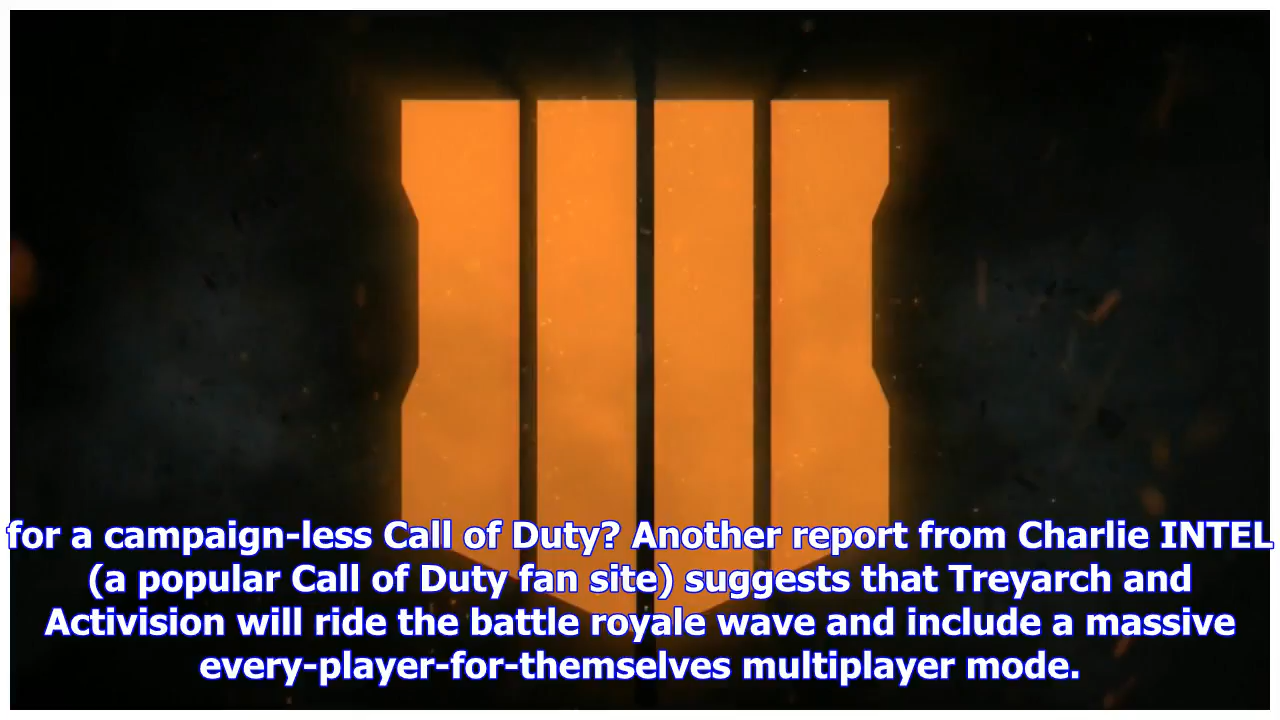 for a campaign-less Call of Duty? Another report from Charlie INTEL
(a popular Call of Duty fan site) suggests that Treyarch and
Activision will ride the battle royale wave and include a massive
every-player-for-themselves multiplayer mode.